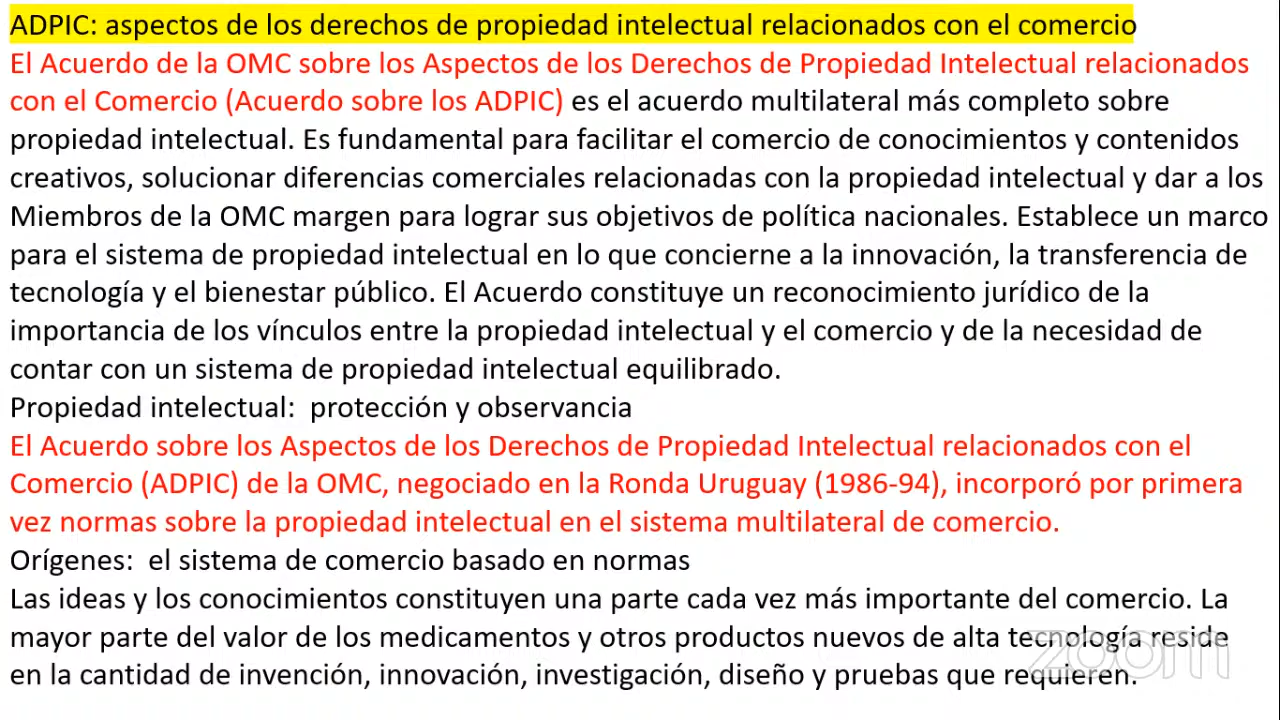 ADPIC: aspectos de los derechos de propiedad intelectual relacionados con el comercio
El Acuerdo de la OMC sobre los Aspectos de los Derechos de Propiedad Intelectual relacionados
con el Comercio (Acuerdo sobre los ADPIC) es el acuerdo multilateral más completo sobre
propiedad intelectual. Es fundamental para facilitar el comercio de conocimientos y contenidos
creativos, solucionar diferencias comerciales relacionadas con la propiedad intelectual y dar a los
Miembros de la OMC margen para lograr sus objetivos de política nacionales. Establece un marco
para el sistema de propiedad intelectual en lo que concierne a la innovación, la transferencia de
tecnología y el bienestar público. El Acuerdo constituye un reconocimiento jurídico de la
importancia de los vínculos entre la propiedad intelectual y el comercio y de la necesidad de
contar con un sistema de propiedad intelectual equilibrado.
Propiedad intelectual:  protección y observancia
El Acuerdo sobre los Aspectos de los Derechos de Propiedad Intelectual relacionados con el
Comercio (ADPIC) de la OMC, negociado en la Ronda Uruguay (1986-94), incorporó por primera
vez normas sobre la propiedad intelectual en el sistema multilateral de comercio.
Orígenes:  el sistema de comercio basado en normas
Las ideas y los conocimientos constituyen una parte cada vez más importante del comercio. La
mayor parte del valor de los medicamentos y otros productos nuevos de alta tecnología reside
en la cantidad de invención, innovación, investigación, diseño y pruebas que requieren.
zoom